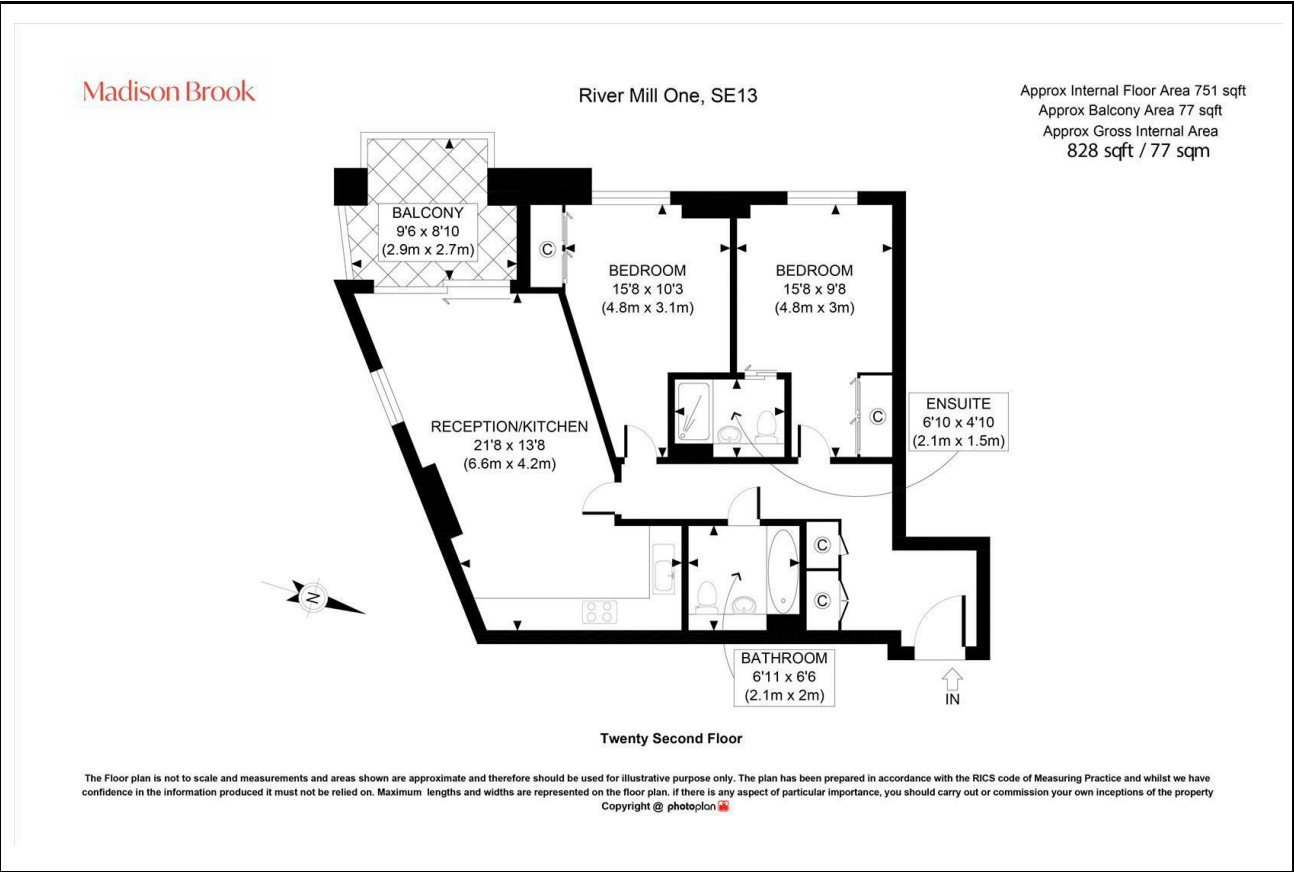 Madison Brook
River Mill One, SE13
Approx Internal Floor Area 751 sqft
Approx Balcony Area 77 sqft
Approx Gross Internal Area
828 sqft / 77 sqm
BALCONY
9'6 x 8'10
(2.9m x 2.7m)
C
BEDROOM
15'8 x 10'3
(4.8m x 3.1m)
BEDROOM
15'8 x 9'8
(4.8m x 3m)
C
ENSUITE
6'10 x 4'10
(2.1m x 1.5m)
RECEPTION/KITCHEN
21'8 x 13'8
(6.6m x 4.2m)
C
C
N
BATHROOM
6'11 x 6'6
(2.1m x 2m)
IN
Twenty Second Floor
The Floor plan is not to scale and measurements and areas shown are approximate and therefore should be used for illustrative purpose only. The plan has been prepared in accordance with the RICS code of Measuring Practice and whilst we have
confidence in the information produced it must not be relied on. Maximum lengths and widths are represented on the floor plan. if there is any aspect of particular importance, you should carry out or commission your own inceptions of the property
Copyright @ photoplan